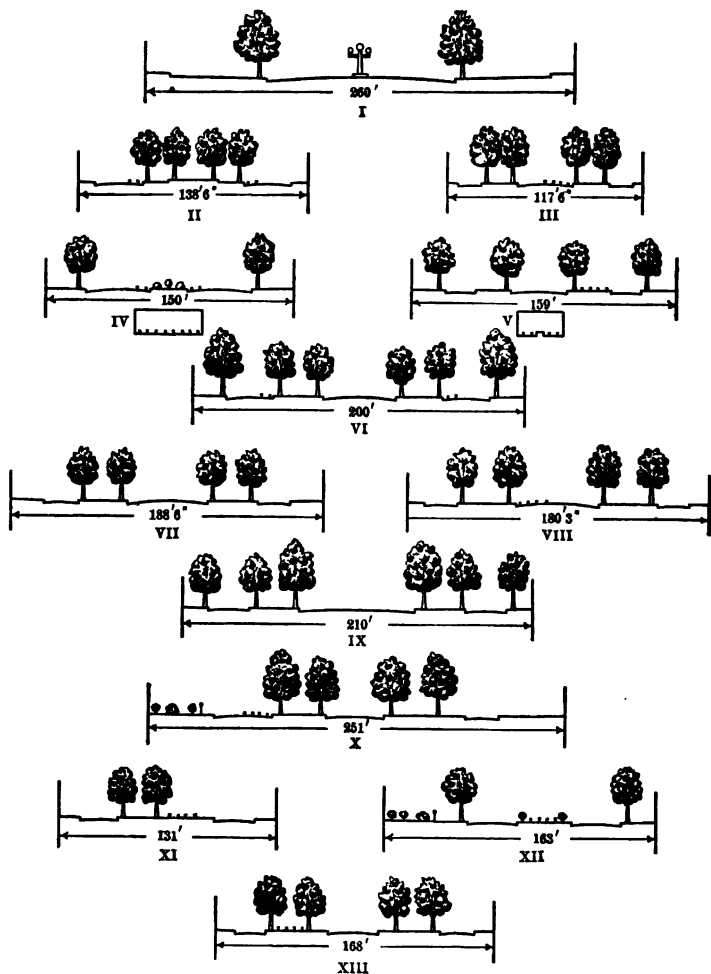 260′
I
138′6″
II
117′6″
III
150′
IV
159′
V
200′
VI
188′6″
VII
180′3″
VIII
210′
IX
251′
X
131′
XI
163′
XII
168′
XIII